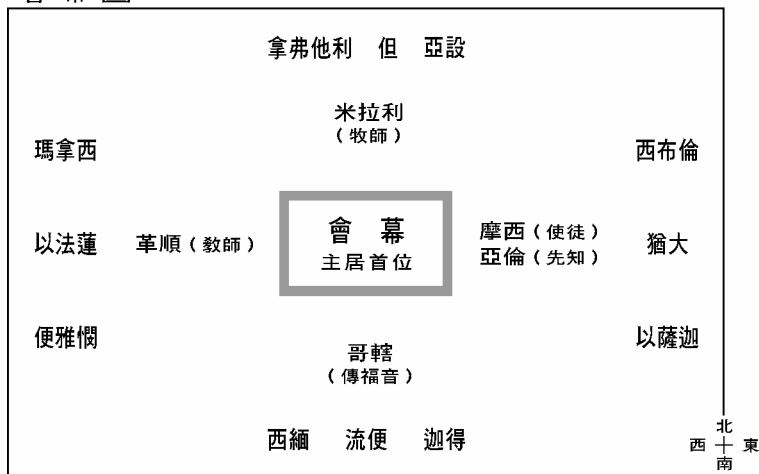 拿弗他利 但 亞設
米拉利
（牧師）
瑪拿西
西布倫
會 幕
主居首位
以法蓮
革順（教師）
摩西（使徒）
亞倫（先知）
猶大
便雅憫
以薩迦
哥轄
（傳福音）
西緬 流便 迦得
北
西 東
南